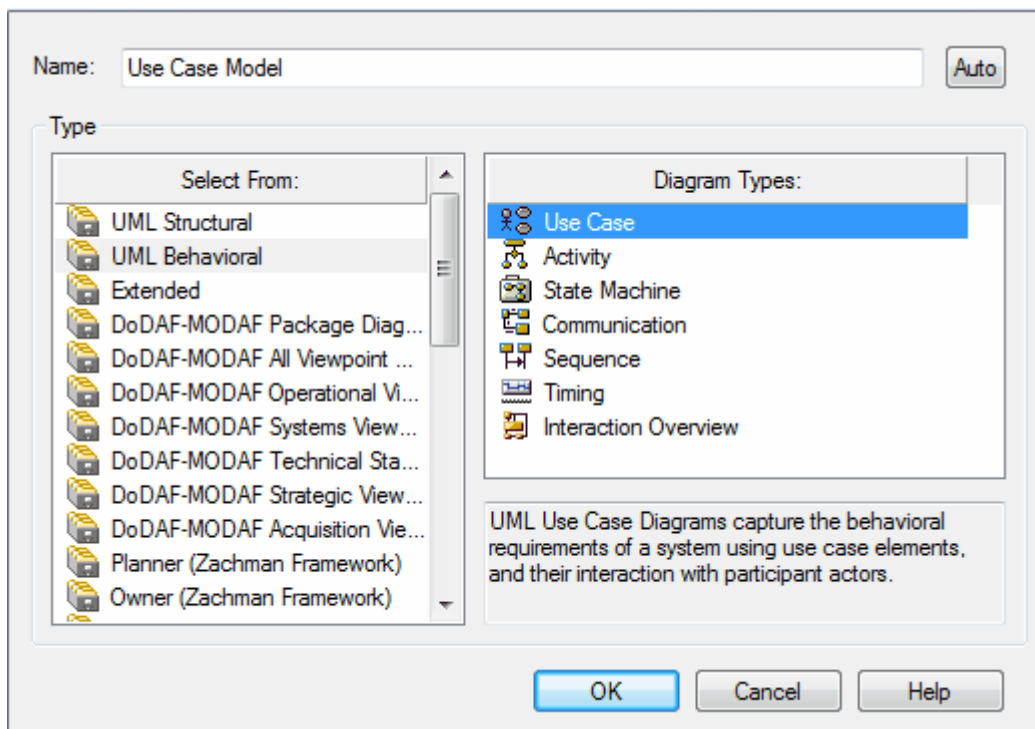 Name: Use Case Model Auto
Type
Select From:
UML Structural
UML Behavioral
Extended
DoDAF-MODAF Package Diag...
DoDAF-MODAF All Viewpoint ...
DoDAF-MODAF Operational Vi...
DoDAF-MODAF Systems View...
DoDAF-MODAF Technical Sta...
DoDAF-MODAF Strategic View...
DoDAF-MODAF Acquisition Vie...
Planner (Zachman Framework)
Owner (Zachman Framework)
Diagram Types:
Use Case
Activity
State Machine
Communication
Sequence
Timing
Interaction Overview
UML Use Case Diagrams capture the behavioral
requirements of a system using use case elements,
and their interaction with participant actors.
OK Cancel Help